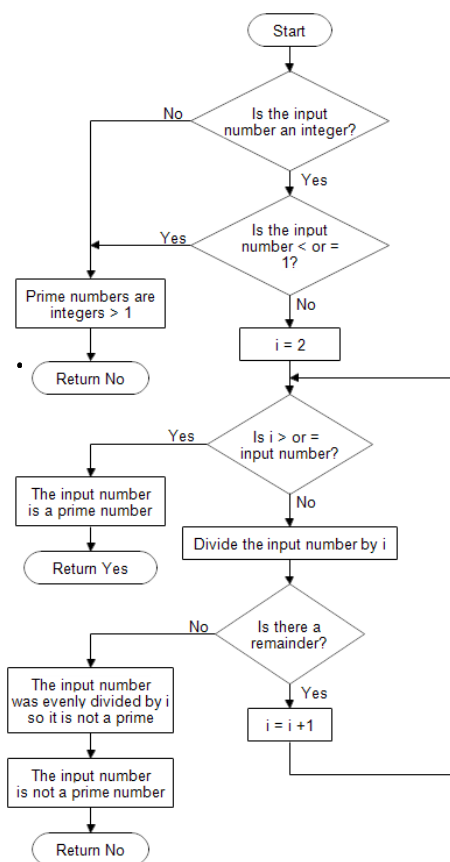 Start
Is the input
number an integer?
No
Yes
Is the input
number < or =
1?
Yes
No
Prime numbers are
integers > 1
Return No
i = 2
Is i > or =
input number?
Yes
No
The input number
is a prime number
Return Yes
Divide the input number by i
Is there a
remainder?
No
Yes
The input number
was evenly divided by i
so it is not a prime
i = i +1
The input number
is not a prime number
Return No